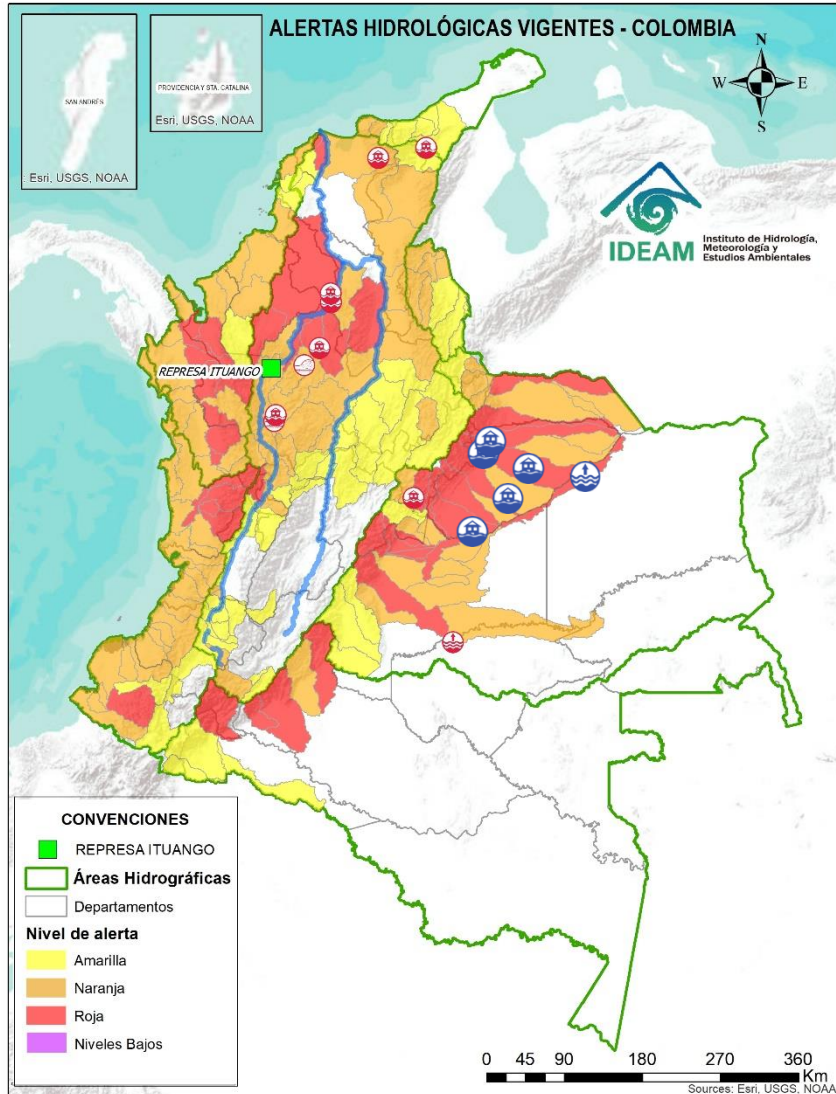 ALERTAS HIDROLÓGICAS VIGENTES - COLOMBIA
SAN ANDRÉS
Esri, USGS, NOAA
PROVIDENCIA Y STA. CATALINA
Esri, USGS, NOAA
N
W
E
S
IDEAM
Instituto de Hidrología,
Meteorología y
Estudios Ambientales
REPRESA ITUANGO
CONVENCIONES
REPRESA ITUANGO
Áreas Hidrográficas
Departamentos
Nivel de alerta
Amarilla
Naranja
Roja
Niveles Bajos
0 45 90 180 270 360
Km
Sources: Esri, USGS, NOAA